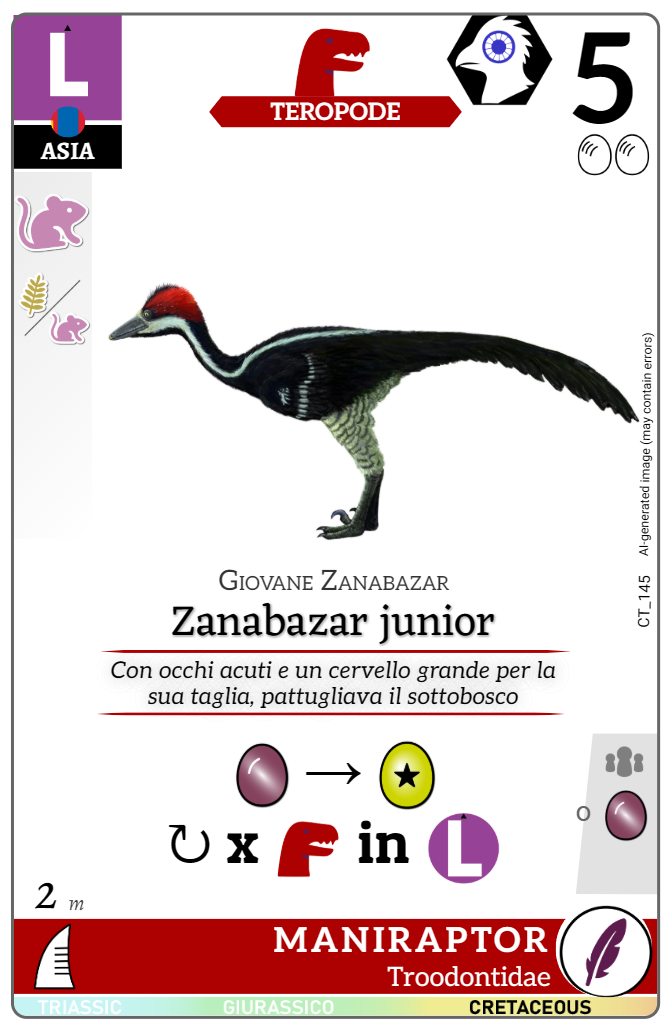 L
ASIA
TEROPODE
5
AI-generated image (may contain errors)
CT_145
Giovane Zanabazar
Zanabazar junior
Con occhi acuti e un cervello grande per la
sua taglia, pattugliava il sottobosco
→
↻ x in L
o
2 m
MANIRAPTOR
Troodontidae
TRIASSIC GIURASSICO CRETACEOUS